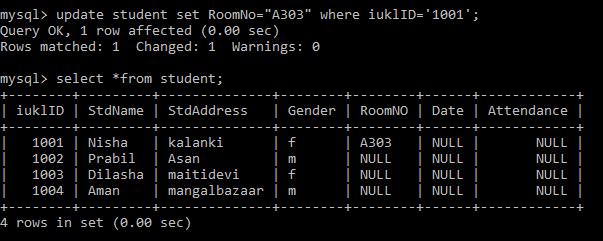 mysql> update student set RoomNo="A303" where iuklID='1001';
Query OK, 1 row affected (0.00 sec)
Rows matched: 1  Changed: 1  Warnings: 0

mysql> select *from student;
+--------+---------+--------------+--------+--------+------+------------+
| iuklID | StdName | StdAddress   | Gender | RoomNO | Date | Attendance |
+--------+---------+--------------+--------+--------+------+------------+
|   1001 | Nisha   | kalanki      | f      | A303   | NULL |       NULL |
|   1002 | Prabil  | Asan         | m      | NULL   | NULL |       NULL |
|   1003 | Dilasha | maitidevi    | f      | NULL   | NULL |       NULL |
|   1004 | Aman    | mangalbazaar | m      | NULL   | NULL |       NULL |
+--------+---------+--------------+--------+--------+------+------------+
4 rows in set (0.00 sec)